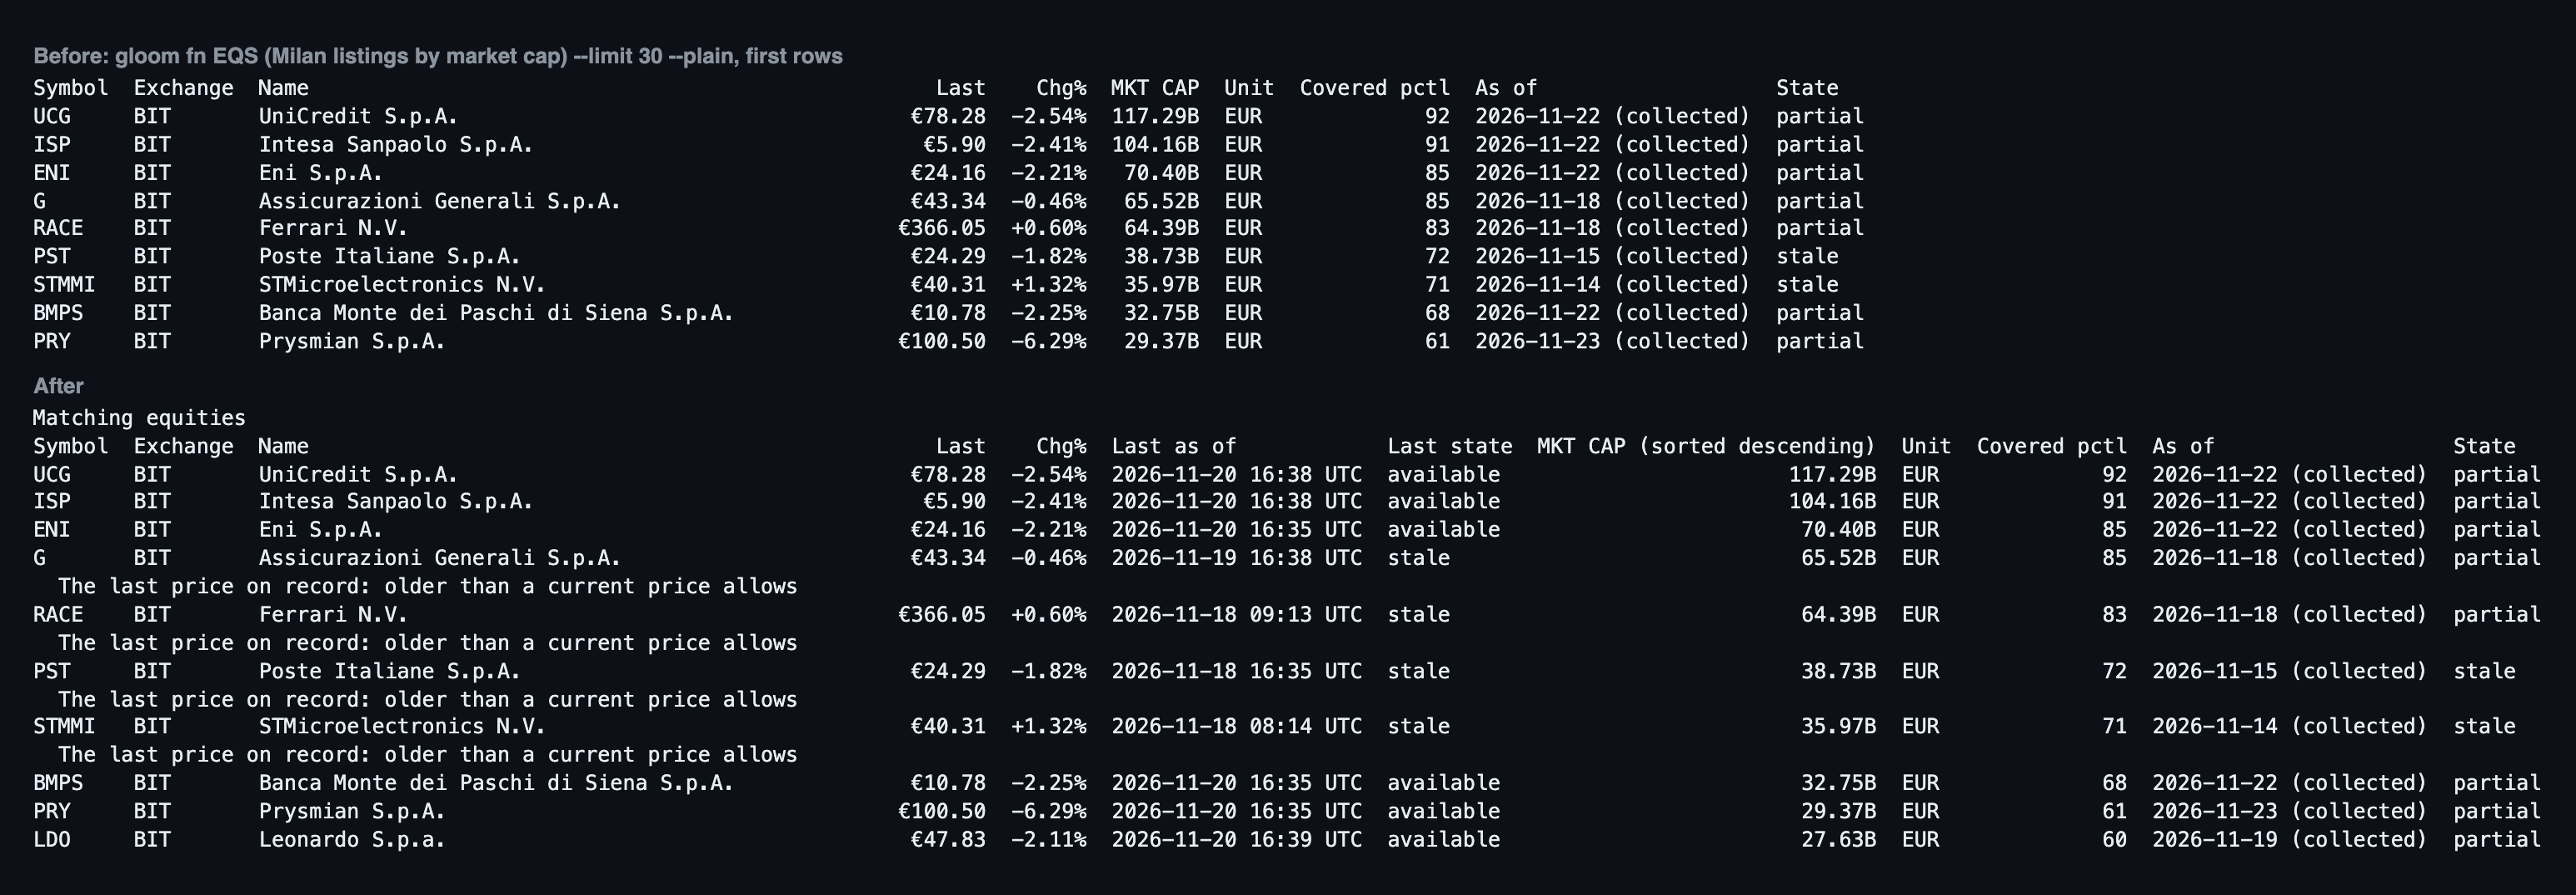 Before: gloom fn EQS (Milan listings by market cap) --limit 30 --plain, first rows
Symbol Exchange Name Last Chg% MKT CAP Unit Covered pctl As of State
UCG BIT UniCredit S.p.A. €78.28 −2.54% 117.29B EUR 92 2026−11−22 (collected) partial
ISP BIT Intesa Sanpaolo S.p.A. €5.90 −2.41% 104.16B EUR 91 2026−11−22 (collected) partial
ENI BIT Eni S.p.A. €24.16 −2.21% 70.40B EUR 85 2026−11−22 (collected) partial
G BIT Assicurazioni Generali S.p.A. €43.34 −0.46% 65.52B EUR 85 2026−11−18 (collected) partial
RACE BIT Ferrari N.V. €366.05 +0.60% 64.39B EUR 83 2026−11−18 (collected) partial
PST BIT Poste Italiane S.p.A. €24.29 −1.82% 38.73B EUR 72 2026−11−15 (collected) stale
STMMI BIT STMicroelectronics N.V. €40.31 +1.32% 35.97B EUR 71 2026−11−14 (collected) stale
BMPS BIT Banca Monte dei Paschi di Siena S.p.A. €10.78 −2.25% 32.75B EUR 68 2026−11−22 (collected) partial
PRY BIT Prysmian S.p.A. €100.50 −6.29% 29.37B EUR 61 2026−11−23 (collected) partial
After
Matching equities
Symbol Exchange Name Last Chg% Last as of Last state MKT CAP (sorted descending) Unit Covered pctl As of State
UCG BIT UniCredit S.p.A. €78.28 −2.54% 2026−11−20 16:38 UTC available 117.29B EUR 92 2026−11−22 (collected) partial
ISP BIT Intesa Sanpaolo S.p.A. €5.90 −2.41% 2026−11−20 16:38 UTC available 104.16B EUR 91 2026−11−22 (collected) partial
ENI BIT Eni S.p.A. €24.16 −2.21% 2026−11−20 16:35 UTC available 70.40B EUR 85 2026−11−22 (collected) partial
G BIT Assicurazioni Generali S.p.A. €43.34 −0.46% 2026−11−19 16:38 UTC stale 65.52B EUR 85 2026−11−18 (collected) partial
The last price on record: older than a current price allows
RACE BIT Ferrari N.V. €366.05 +0.60% 2026−11−18 09:13 UTC stale 64.39B EUR 83 2026−11−18 (collected) partial
The last price on record: older than a current price allows
PST BIT Poste Italiane S.p.A. €24.29 −1.82% 2026−11−18 16:35 UTC stale 38.73B EUR 72 2026−11−15 (collected) stale
The last price on record: older than a current price allows
STMMI BIT STMicroelectronics N.V. €40.31 +1.32% 2026−11−18 08:14 UTC stale 35.97B EUR 71 2026−11−14 (collected) stale
The last price on record: older than a current price allows
BMPS BIT Banca Monte dei Paschi di Siena S.p.A. €10.78 −2.25% 2026−11−20 16:35 UTC available 32.75B EUR 68 2026−11−22 (collected) partial
PRY BIT Prysmian S.p.A. €100.50 −6.29% 2026−11−20 16:35 UTC available 29.37B EUR 61 2026−11−23 (collected) partial
LDO BIT Leonardo S.p.a. €47.83 −2.11% 2026−11−20 16:39 UTC available 27.63B EUR 60 2026−11−19 (collected) partial